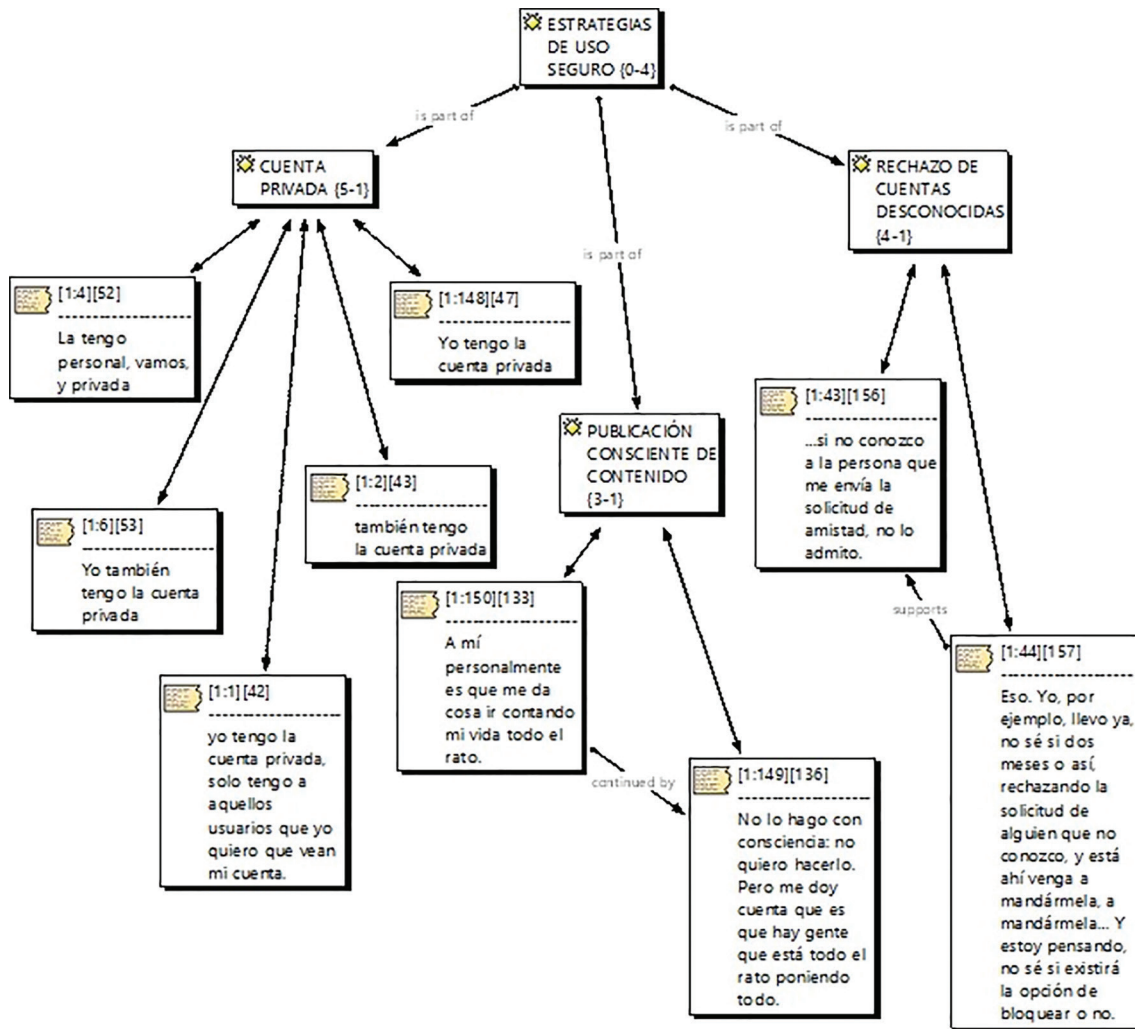 ESTRATEGIAS
DE USO
SEGURO {0-4}
is part of
is part of
is part of
CUENTA
PRIVADA {5-1}
RECHAZO DE
CUENTAS
DESCONOCIDAS
{4-1}
[1:4][52]
La tengo
personal, vamos,
y privada
[1:148][47]
Yo tengo la
cuenta privada
[1:6][53]
Yo también
tengo la cuenta
privada
[1:2][43]
también tengo
la cuenta privada
[1:1][42]
yo tengo la
cuenta privada,
solo tengo a
aquellos
usuarios que yo
quiero que vean
mi cuenta.
PUBLICACIÓN
CONSCIENTE DE
CONTENIDO
{3-1}
[1:150][133]
A mí
personalmente
es que me da
cosa ir contando
mi vida todo el
rato.
continued by
[1:149][136]
No lo hago con
consciencia: no
quiero hacerlo.
Pero me doy
cuenta que es
que hay gente
que está todo el
rato poniendo
todo.
[1:43][156]
...si no conozco
a la persona que
me envía la
solicitud de
amistad, no lo
admito.
supports
[1:44][157]
Eso. Yo, por
ejemplo, llevo ya,
no sé si dos
meses o así,
rechazando la
solicitud de
alguien que no
conozco, y está
ahí venga a
mandármela, a
mandármela... Y
estoy pensando,
no sé si existirá
la opción de
bloquear o no.